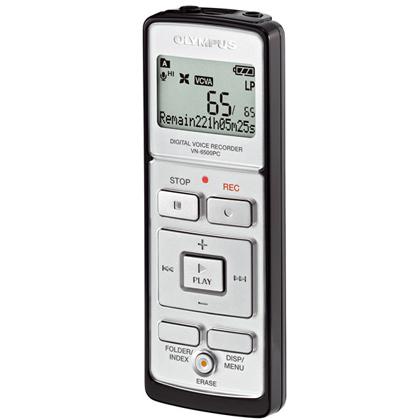 OLYMPUS
A
HI VCVA LP
65/ 65
Remain221h05m25s
DIGITAL VOICE RECORDER
VN-6500PC
STOP REC
+
PLAY
−
FOLDER/ DISP/
INDEX MENU
ERASE